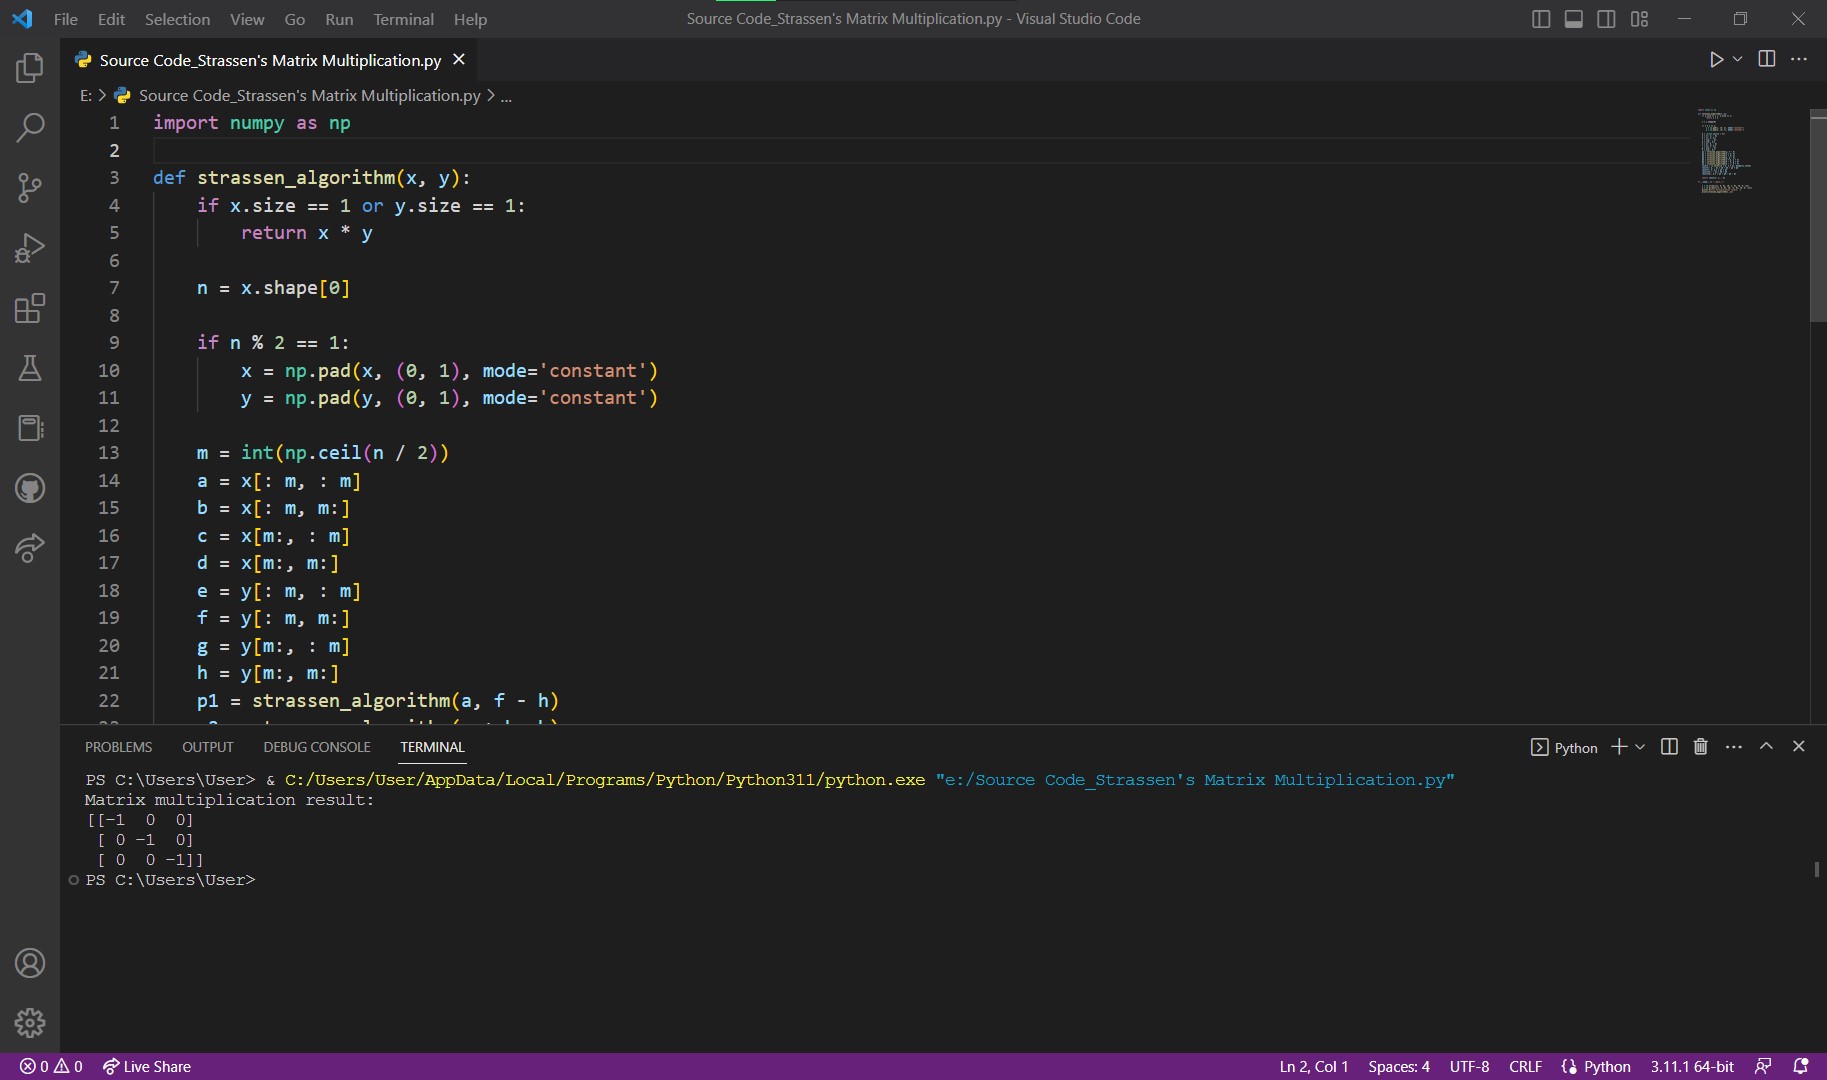 File Edit Selection View Go Run Terminal Help Source Code_Strassen's Matrix Multiplication.py - Visual Studio Code
Source Code_Strassen's Matrix Multiplication.py
E: > Source Code_Strassen's Matrix Multiplication.py > ...
1 import numpy as np
2
3 def strassen_algorithm(x, y):
4     if x.size == 1 or y.size == 1:
5         return x * y
6
7     n = x.shape[0]
8
9     if n % 2 == 1:
10         x = np.pad(x, (0, 1), mode='constant')
11         y = np.pad(y, (0, 1), mode='constant')
12
13     m = int(np.ceil(n / 2))
14     a = x[: m, : m]
15     b = x[: m, m:]
16     c = x[m:, : m]
17     d = x[m:, m:]
18     e = y[: m, : m]
19     f = y[: m, m:]
20     g = y[m:, : m]
21     h = y[m:, m:]
22     p1 = strassen_algorithm(a, f - h)
PROBLEMS OUTPUT DEBUG CONSOLE TERMINAL Python
PS C:\Users\User> & C:/Users/User/AppData/Local/Programs/Python/Python311/python.exe "e:/Source Code_Strassen's Matrix Multiplication.py"
Matrix multiplication result:
[[-1  0  0]
 [ 0 -1  0]
 [ 0  0 -1]]
PS C:\Users\User>
0 0 Live Share Ln 2, Col 1 Spaces: 4 UTF-8 CRLF Python 3.11.1 64-bit